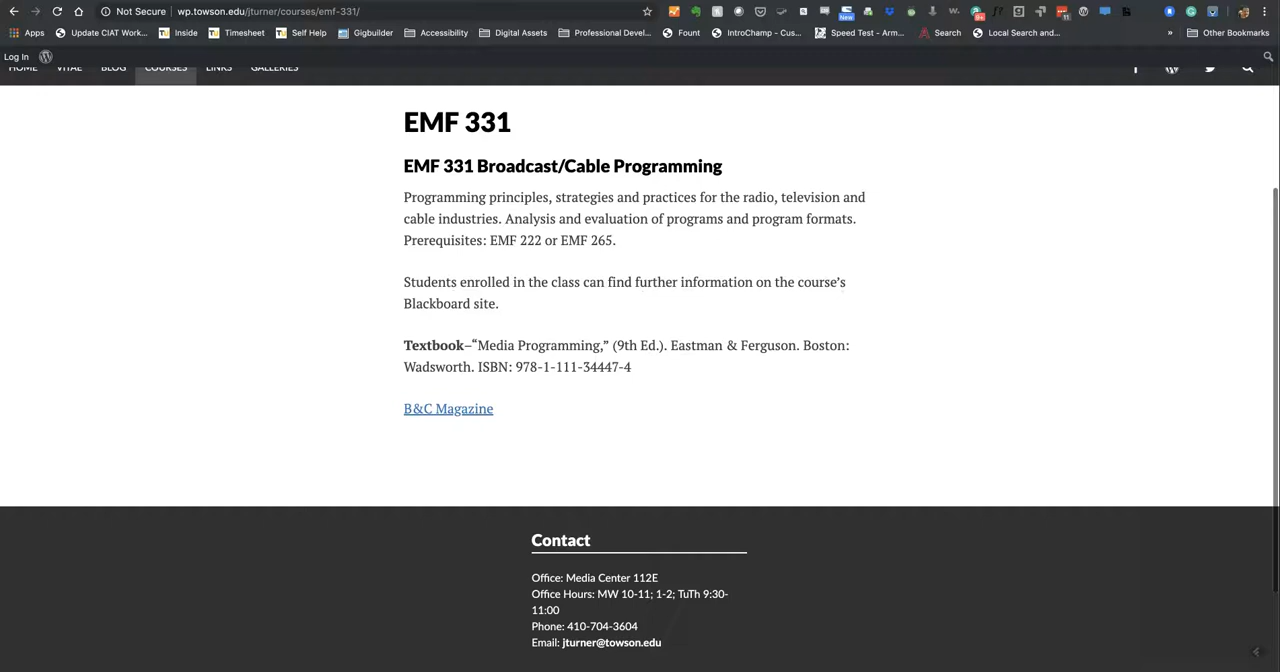 Not Secure | wp.towson.edu/jturner/courses/emf-331/
Apps Update CIAT Work... Inside Timesheet Self Help Gigbuilder Accessibility Digital Assets Professional Devel... Fount IntroChamp - Cus... Speed Test - Arm... Search Local Search and... » Other Bookmarks
Log In
HOME VITAE BLOG COURSES LINKS GALLERIES
EMF 331
EMF 331 Broadcast/Cable Programming
Programming principles, strategies and practices for the radio, television and
cable industries. Analysis and evaluation of programs and program formats.
Prerequisites: EMF 222 or EMF 265.
Students enrolled in the class can find further information on the course’s
Blackboard site.
Textbook–“Media Programming,” (9th Ed.). Eastman & Ferguson. Boston:
Wadsworth. ISBN: 978-1-111-34447-4
B&C Magazine
Contact
Office: Media Center 112E
Office Hours: MW 10-11; 1-2; TuTh 9:30-
11:00
Phone: 410-704-3604
Email: jturner@towson.edu